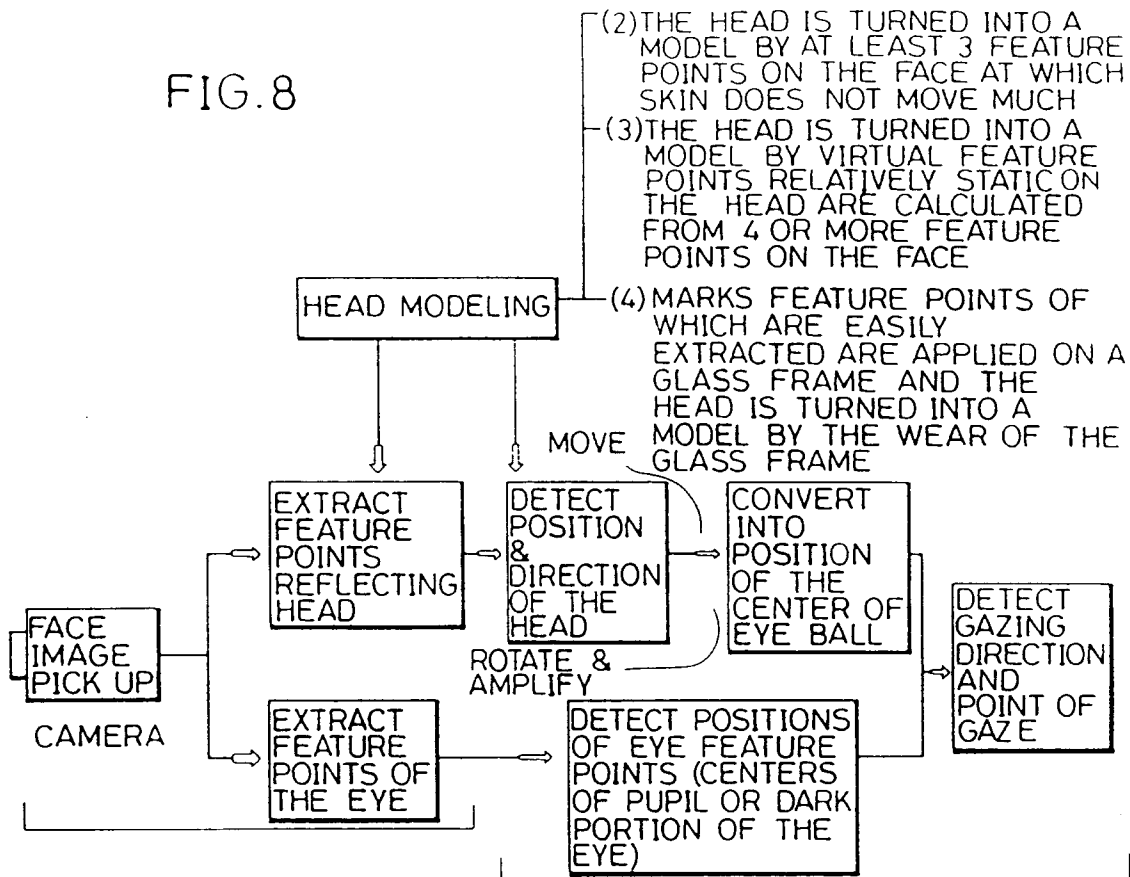 FIG.8
(2) THE HEAD IS TURNED INTO A
MODEL BY AT LEAST 3 FEATURE
POINTS ON THE FACE AT WHICH
SKIN DOES NOT MOVE MUCH
(3) THE HEAD IS TURNED INTO A
MODEL BY VIRTUAL FEATURE
POINTS RELATIVELY STATIC ON
THE HEAD ARE CALCULATED
FROM 4 OR MORE FEATURE
POINTS ON THE FACE
HEAD MODELING
(4) MARKS FEATURE POINTS OF
WHICH ARE EASILY
EXTRACTED ARE APPLIED ON A
GLASS FRAME AND THE
HEAD IS TURNED INTO A
MODEL BY THE WEAR OF THE
GLASS FRAME
MOVE
EXTRACT
FEATURE
POINTS
REFLECTING
HEAD
DETECT
POSITION
&
DIRECTION
OF THE
HEAD
CONVERT
INTO
POSITION
OF THE
CENTER OF
EYE BALL
ROTATE &
AMPLIFY
FACE
IMAGE
PICK UP
CAMERA
EXTRACT
FEATURE
POINTS OF
THE EYE
DETECT POSITIONS
OF EYE FEATURE
POINTS (CENTERS
OF PUPIL OR DARK
PORTION OF THE
EYE)
DETECT
GAZING
DIRECTION
AND
POINT OF
GAZE